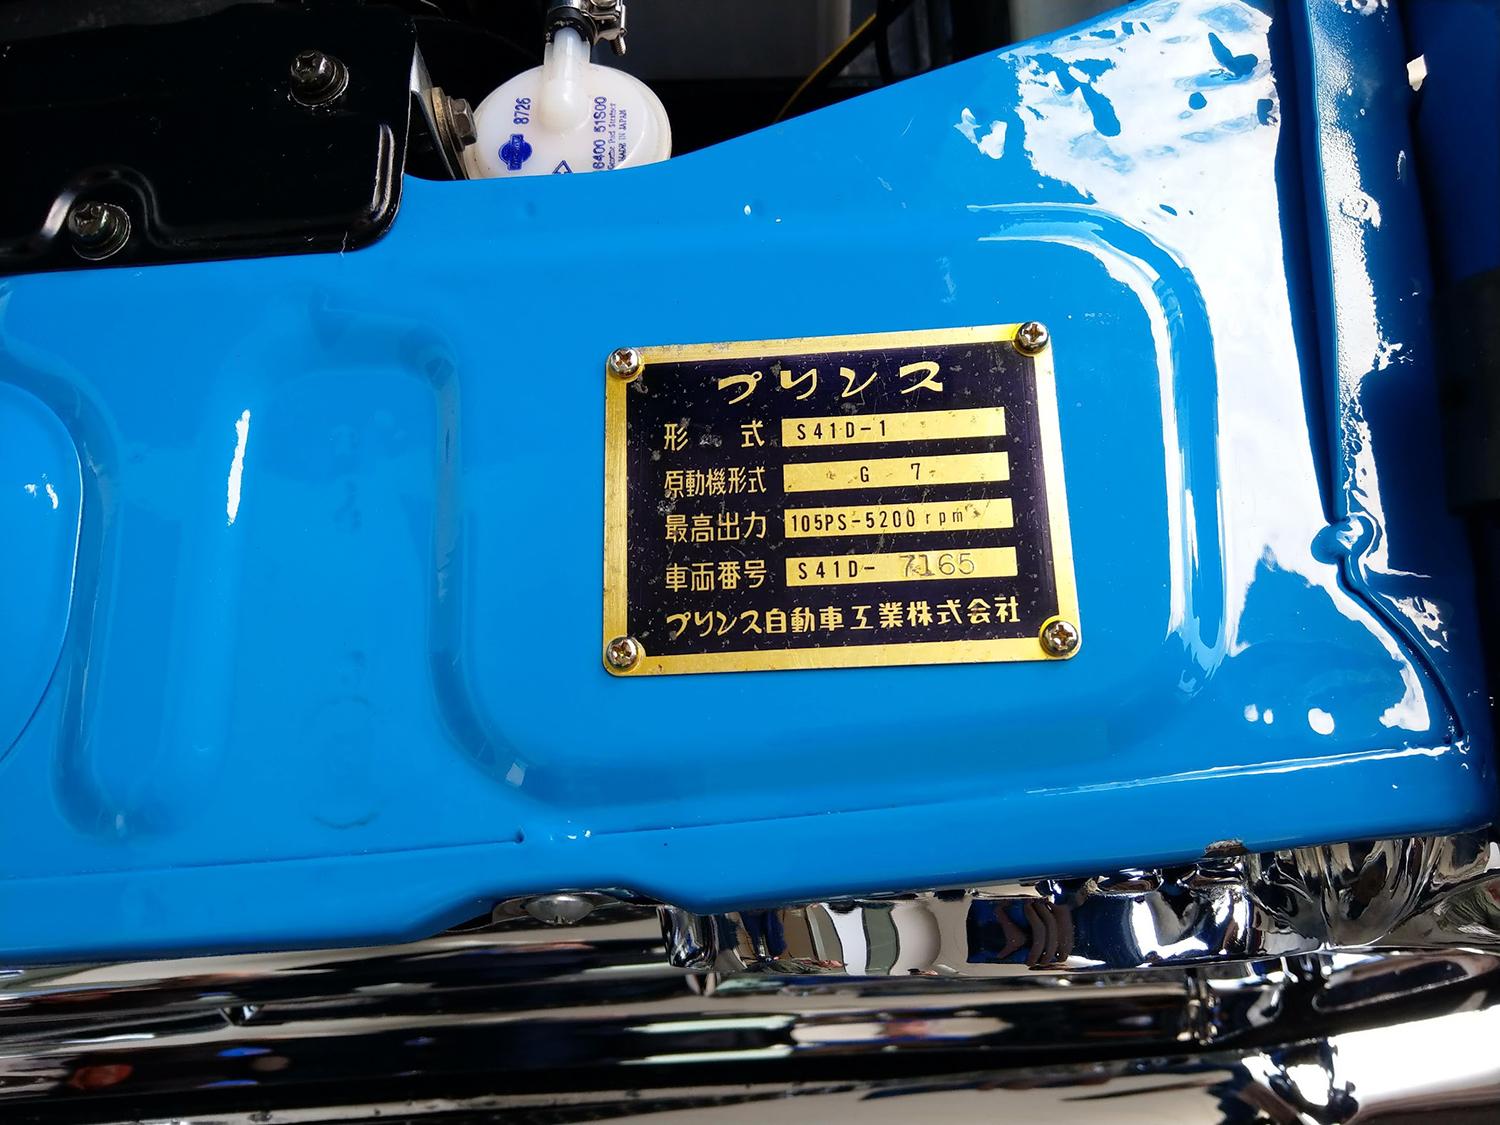 8726
6400 51S00
MADE IN JAPAN
プリンス
形 式 S41D-1
原動機形式 G 7
最高出力 105PS-5200rpm
車両番号 S41D- 7165
プリンス自動車工業株式会社